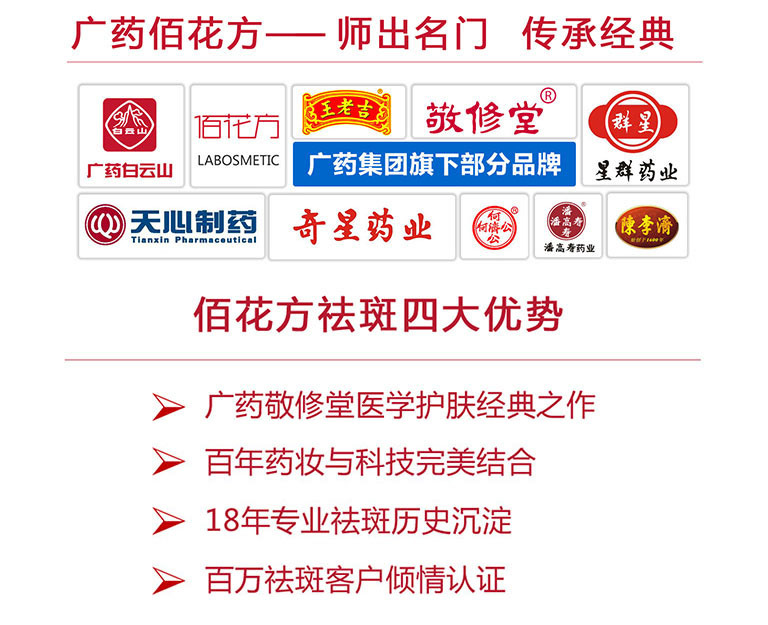 广药佰花方—— 师出名门 传承经典
白云山
广药白云山
佰花方
LABOSMETIC
王老吉
敬修堂®
广药集团旗下部分品牌
群星
星群药业
天心制药
Tianxin Pharmaceutical
奇星药业
何濟公
何公
®
潘高寿
潘高寿药业
陳李濟
佰花方祛斑四大优势
广药敬修堂医学护肤经典之作
百年药妆与科技完美结合
18年专业祛斑历史沉淀
百万祛斑客户倾情认证